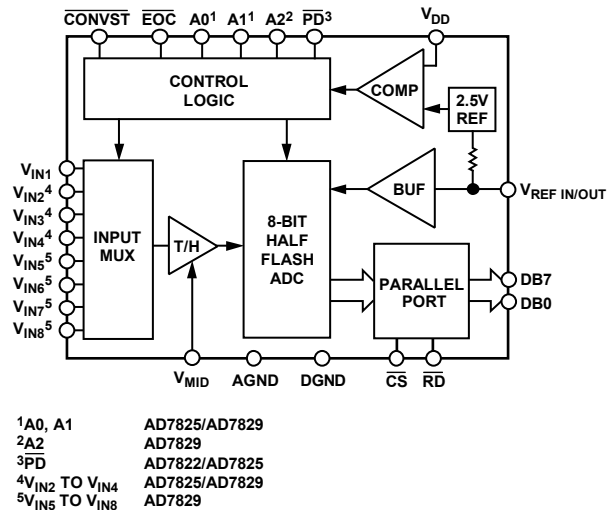 CONVST EOC A0¹ A1¹ A2² PD³ VDD
CONTROL
LOGIC
COMP
2.5V
REF
BUF
VREF IN/OUT
VIN1
VIN2⁴
VIN3⁴
VIN4⁴
VIN5⁵
VIN6⁵
VIN7⁵
VIN8⁵
INPUT
MUX
T/H
8-BIT
HALF
FLASH
ADC
PARALLEL
PORT
DB7
DB0
VMID AGND DGND CS RD
¹A0, A1 AD7825/AD7829
²A2 AD7829
³PD AD7822/AD7825
⁴VIN2 TO VIN4 AD7825/AD7829
⁵VIN5 TO VIN8 AD7829